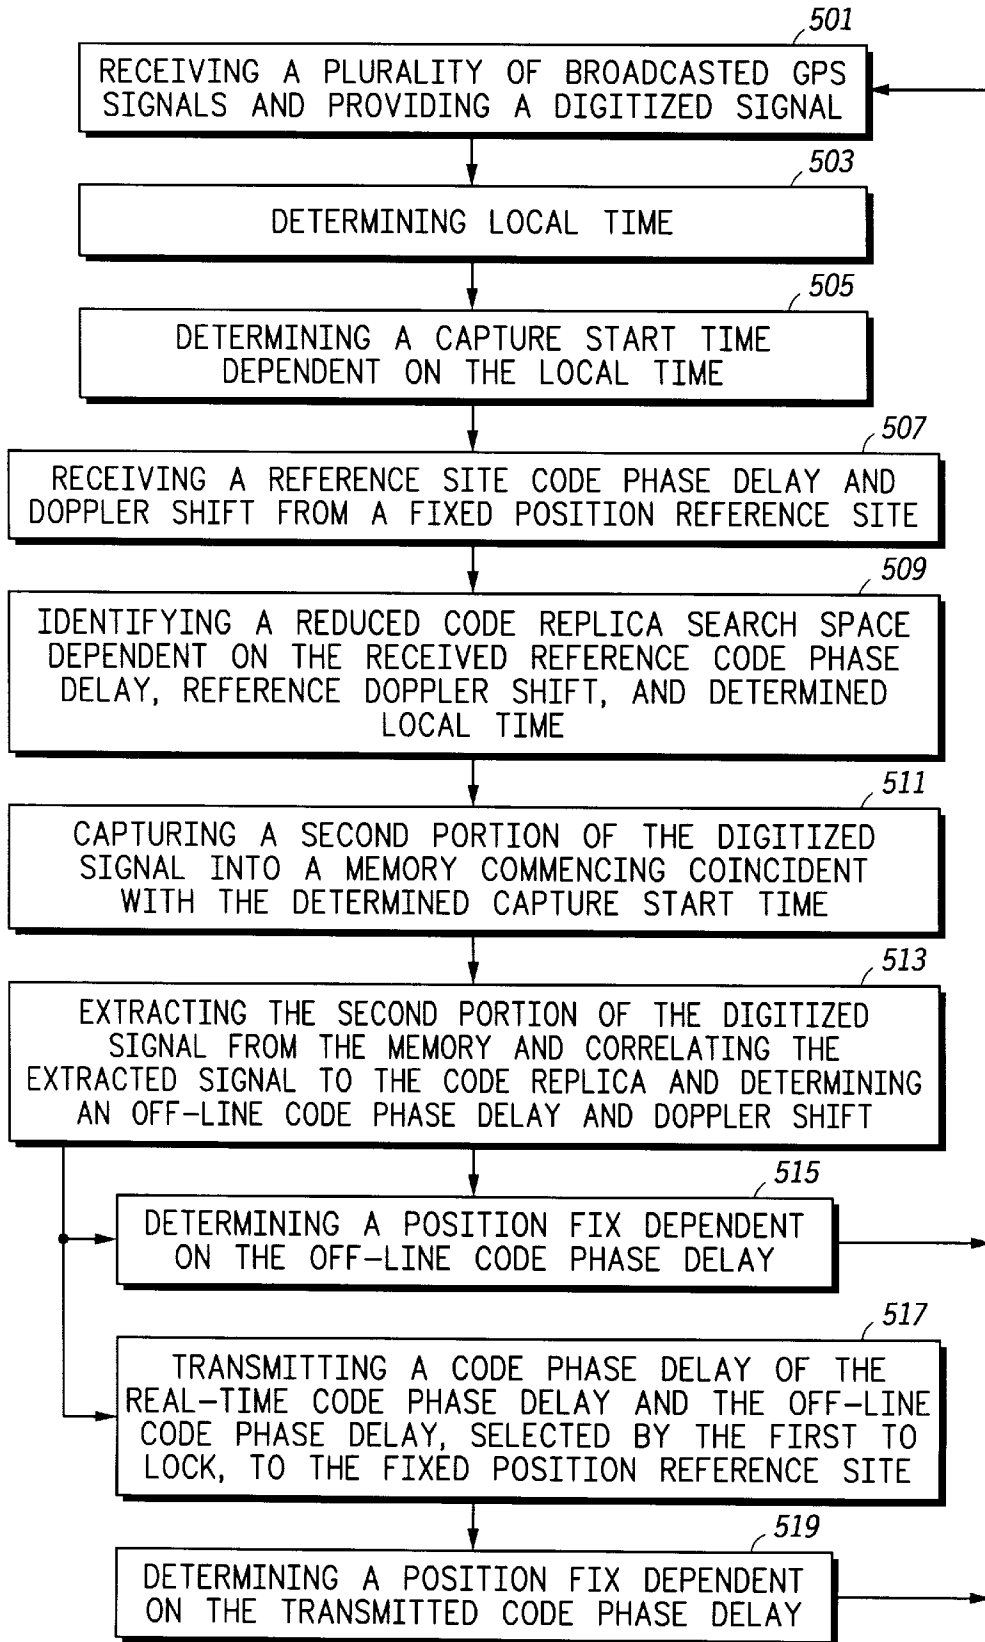 501
RECEIVING A PLURALITY OF BROADCASTED GPS
SIGNALS AND PROVIDING A DIGITIZED SIGNAL
503
DETERMINING LOCAL TIME
505
DETERMINING A CAPTURE START TIME
DEPENDENT ON THE LOCAL TIME
507
RECEIVING A REFERENCE SITE CODE PHASE DELAY AND
DOPPLER SHIFT FROM A FIXED POSITION REFERENCE SITE
509
IDENTIFYING A REDUCED CODE REPLICA SEARCH SPACE
DEPENDENT ON THE RECEIVED REFERENCE CODE PHASE
DELAY, REFERENCE DOPPLER SHIFT, AND DETERMINED
LOCAL TIME
511
CAPTURING A SECOND PORTION OF THE DIGITIZED
SIGNAL INTO A MEMORY COMMENCING COINCIDENT
WITH THE DETERMINED CAPTURE START TIME
513
EXTRACTING THE SECOND PORTION OF THE DIGITIZED
SIGNAL FROM THE MEMORY AND CORRELATING THE
EXTRACTED SIGNAL TO THE CODE REPLICA AND DETERMINING
AN OFF-LINE CODE PHASE DELAY AND DOPPLER SHIFT
515
DETERMINING A POSITION FIX DEPENDENT
ON THE OFF-LINE CODE PHASE DELAY
517
TRANSMITTING A CODE PHASE DELAY OF THE
REAL-TIME CODE PHASE DELAY AND THE OFF-LINE
CODE PHASE DELAY, SELECTED BY THE FIRST TO
LOCK, TO THE FIXED POSITION REFERENCE SITE
519
DETERMINING A POSITION FIX DEPENDENT
ON THE TRANSMITTED CODE PHASE DELAY